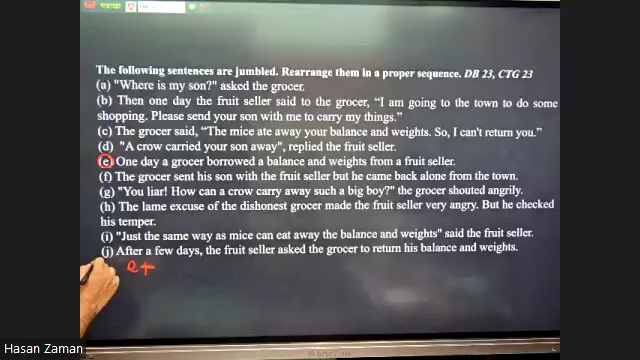 The following sentences are jumbled. Rearrange them in a proper sequence. DB 23, CTG 23
(a) "Where is my son?" asked the grocer.
(b) Then one day the fruit seller said to the grocer, "I am going to the town to do some
shopping. Please send your son with me to carry my things."
(c) The grocer said, "The mice ate away your balance and weights. So, I can't return you."
(d) "A crow carried your son away", replied the fruit seller.
(e) One day a grocer borrowed a balance and weights from a fruit seller.
(f) The grocer sent his son with the fruit seller but he came back alone from the town.
(g) "You liar! How can a crow carry away such a big boy?" the grocer shouted angrily.
(h) The lame excuse of the dishonest grocer made the fruit seller very angry. But he checked
his temper.
(i) "Just the same way as mice can eat away the balance and weights" said the fruit seller.
(j) After a few days, the fruit seller asked the grocer to return his balance and weights.
e+
Hasan Zaman